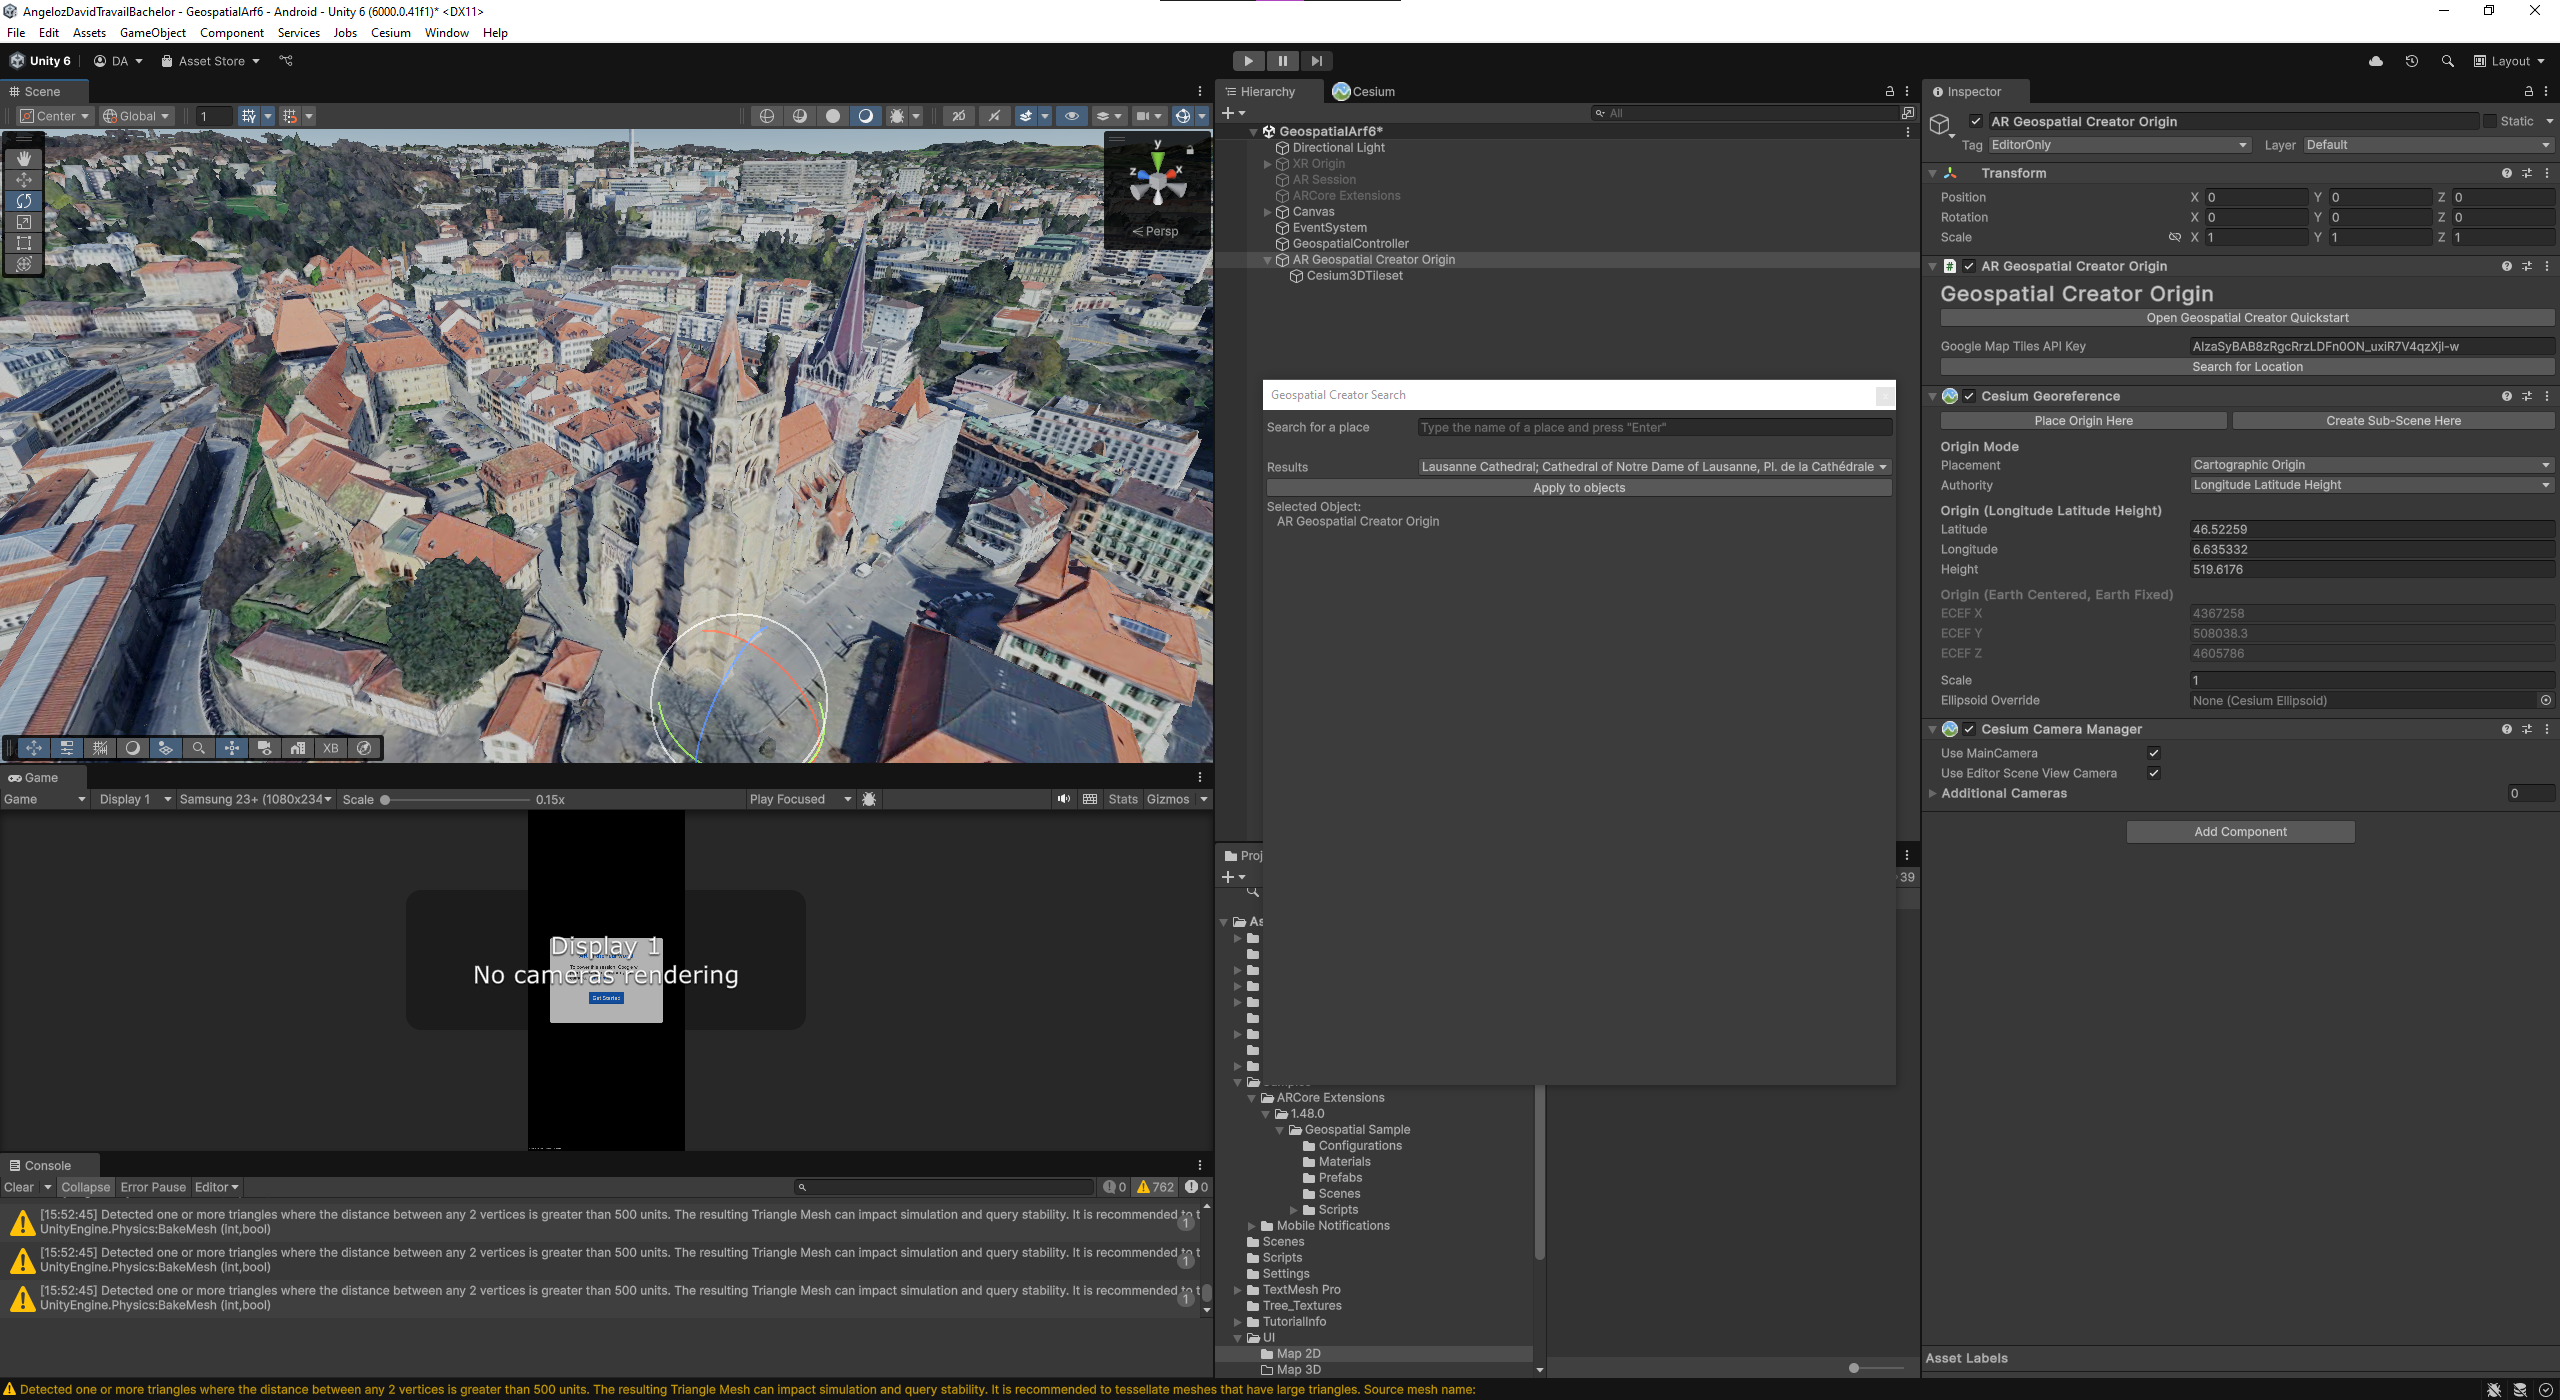 AngelozDavidTravailBachelor - GeospatialArf6 - Android - Unity 6 (6000.0.41f1)* <DX11>
File Edit Assets GameObject Component Services Jobs Cesium Window Help
Unity 6 DA Asset Store Layout
Scene
Center Global 1
y
z x
Persp
Hierarchy Cesium
All
GeospatialArf6*
Directional Light
XR Origin
AR Session
ARCore Extensions
Canvas
EventSystem
GeospatialController
AR Geospatial Creator Origin
Cesium3DTileset
Geospatial Creator Search
Search for a place Type the name of a place and press "Enter"
Results Lausanne Cathedral; Cathedral of Notre Dame of Lausanne, Pl. de la Cathédrale
Apply to objects
Selected Object:
AR Geospatial Creator Origin
Inspector
AR Geospatial Creator Origin Static
Tag EditorOnly Layer Default
Transform
Position X 0 Y 0 Z 0
Rotation X 0 Y 0 Z 0
Scale X 1 Y 1 Z 1
AR Geospatial Creator Origin
Geospatial Creator Origin
Open Geospatial Creator Quickstart
Google Map Tiles API Key AIzaSyBAB8zRgcRrzLDFn0ON_uxiR7V4qzXjl-w
Search for Location
Cesium Georeference
Place Origin Here Create Sub-Scene Here
Origin Mode
Placement Cartographic Origin
Authority Longitude Latitude Height
Origin (Longitude Latitude Height)
Latitude 46.52259
Longitude 6.635332
Height 519.6176
Origin (Earth Centered, Earth Fixed)
ECEF X 4367258
ECEF Y 508038.3
ECEF Z 4605786
Scale 1
Ellipsoid Override None (Cesium Ellipsoid)
Cesium Camera Manager
Use MainCamera
Use Editor Scene View Camera
Additional Cameras 0
Add Component
Asset Labels
XB
Game
Game Display 1 Samsung 23+ (1080x234 Scale 0.15x Play Focused Stats Gizmos
Display 1
No cameras rendering
Get Started
Console
Clear Collapse Error Pause Editor 0 762 0
[15:52:45] Detected one or more triangles where the distance between any 2 vertices is greater than 500 units. The resulting Triangle Mesh can impact simulation and query stability. It is recommended to t
UnityEngine.Physics:BakeMesh (int,bool) 1
[15:52:45] Detected one or more triangles where the distance between any 2 vertices is greater than 500 units. The resulting Triangle Mesh can impact simulation and query stability. It is recommended to t
UnityEngine.Physics:BakeMesh (int,bool) 1
[15:52:45] Detected one or more triangles where the distance between any 2 vertices is greater than 500 units. The resulting Triangle Mesh can impact simulation and query stability. It is recommended to t
UnityEngine.Physics:BakeMesh (int,bool) 1
Proj
39
As
ARCore Extensions
1.48.0
Geospatial Sample
Configurations
Materials
Prefabs
Scenes
Scripts
Mobile Notifications
Scenes
Scripts
Settings
TextMesh Pro
Tree_Textures
TutorialInfo
UI
Map 2D
Map 3D
Detected one or more triangles where the distance between any 2 vertices is greater than 500 units. The resulting Triangle Mesh can impact simulation and query stability. It is recommended to tessellate meshes that have large triangles. Source mesh name: